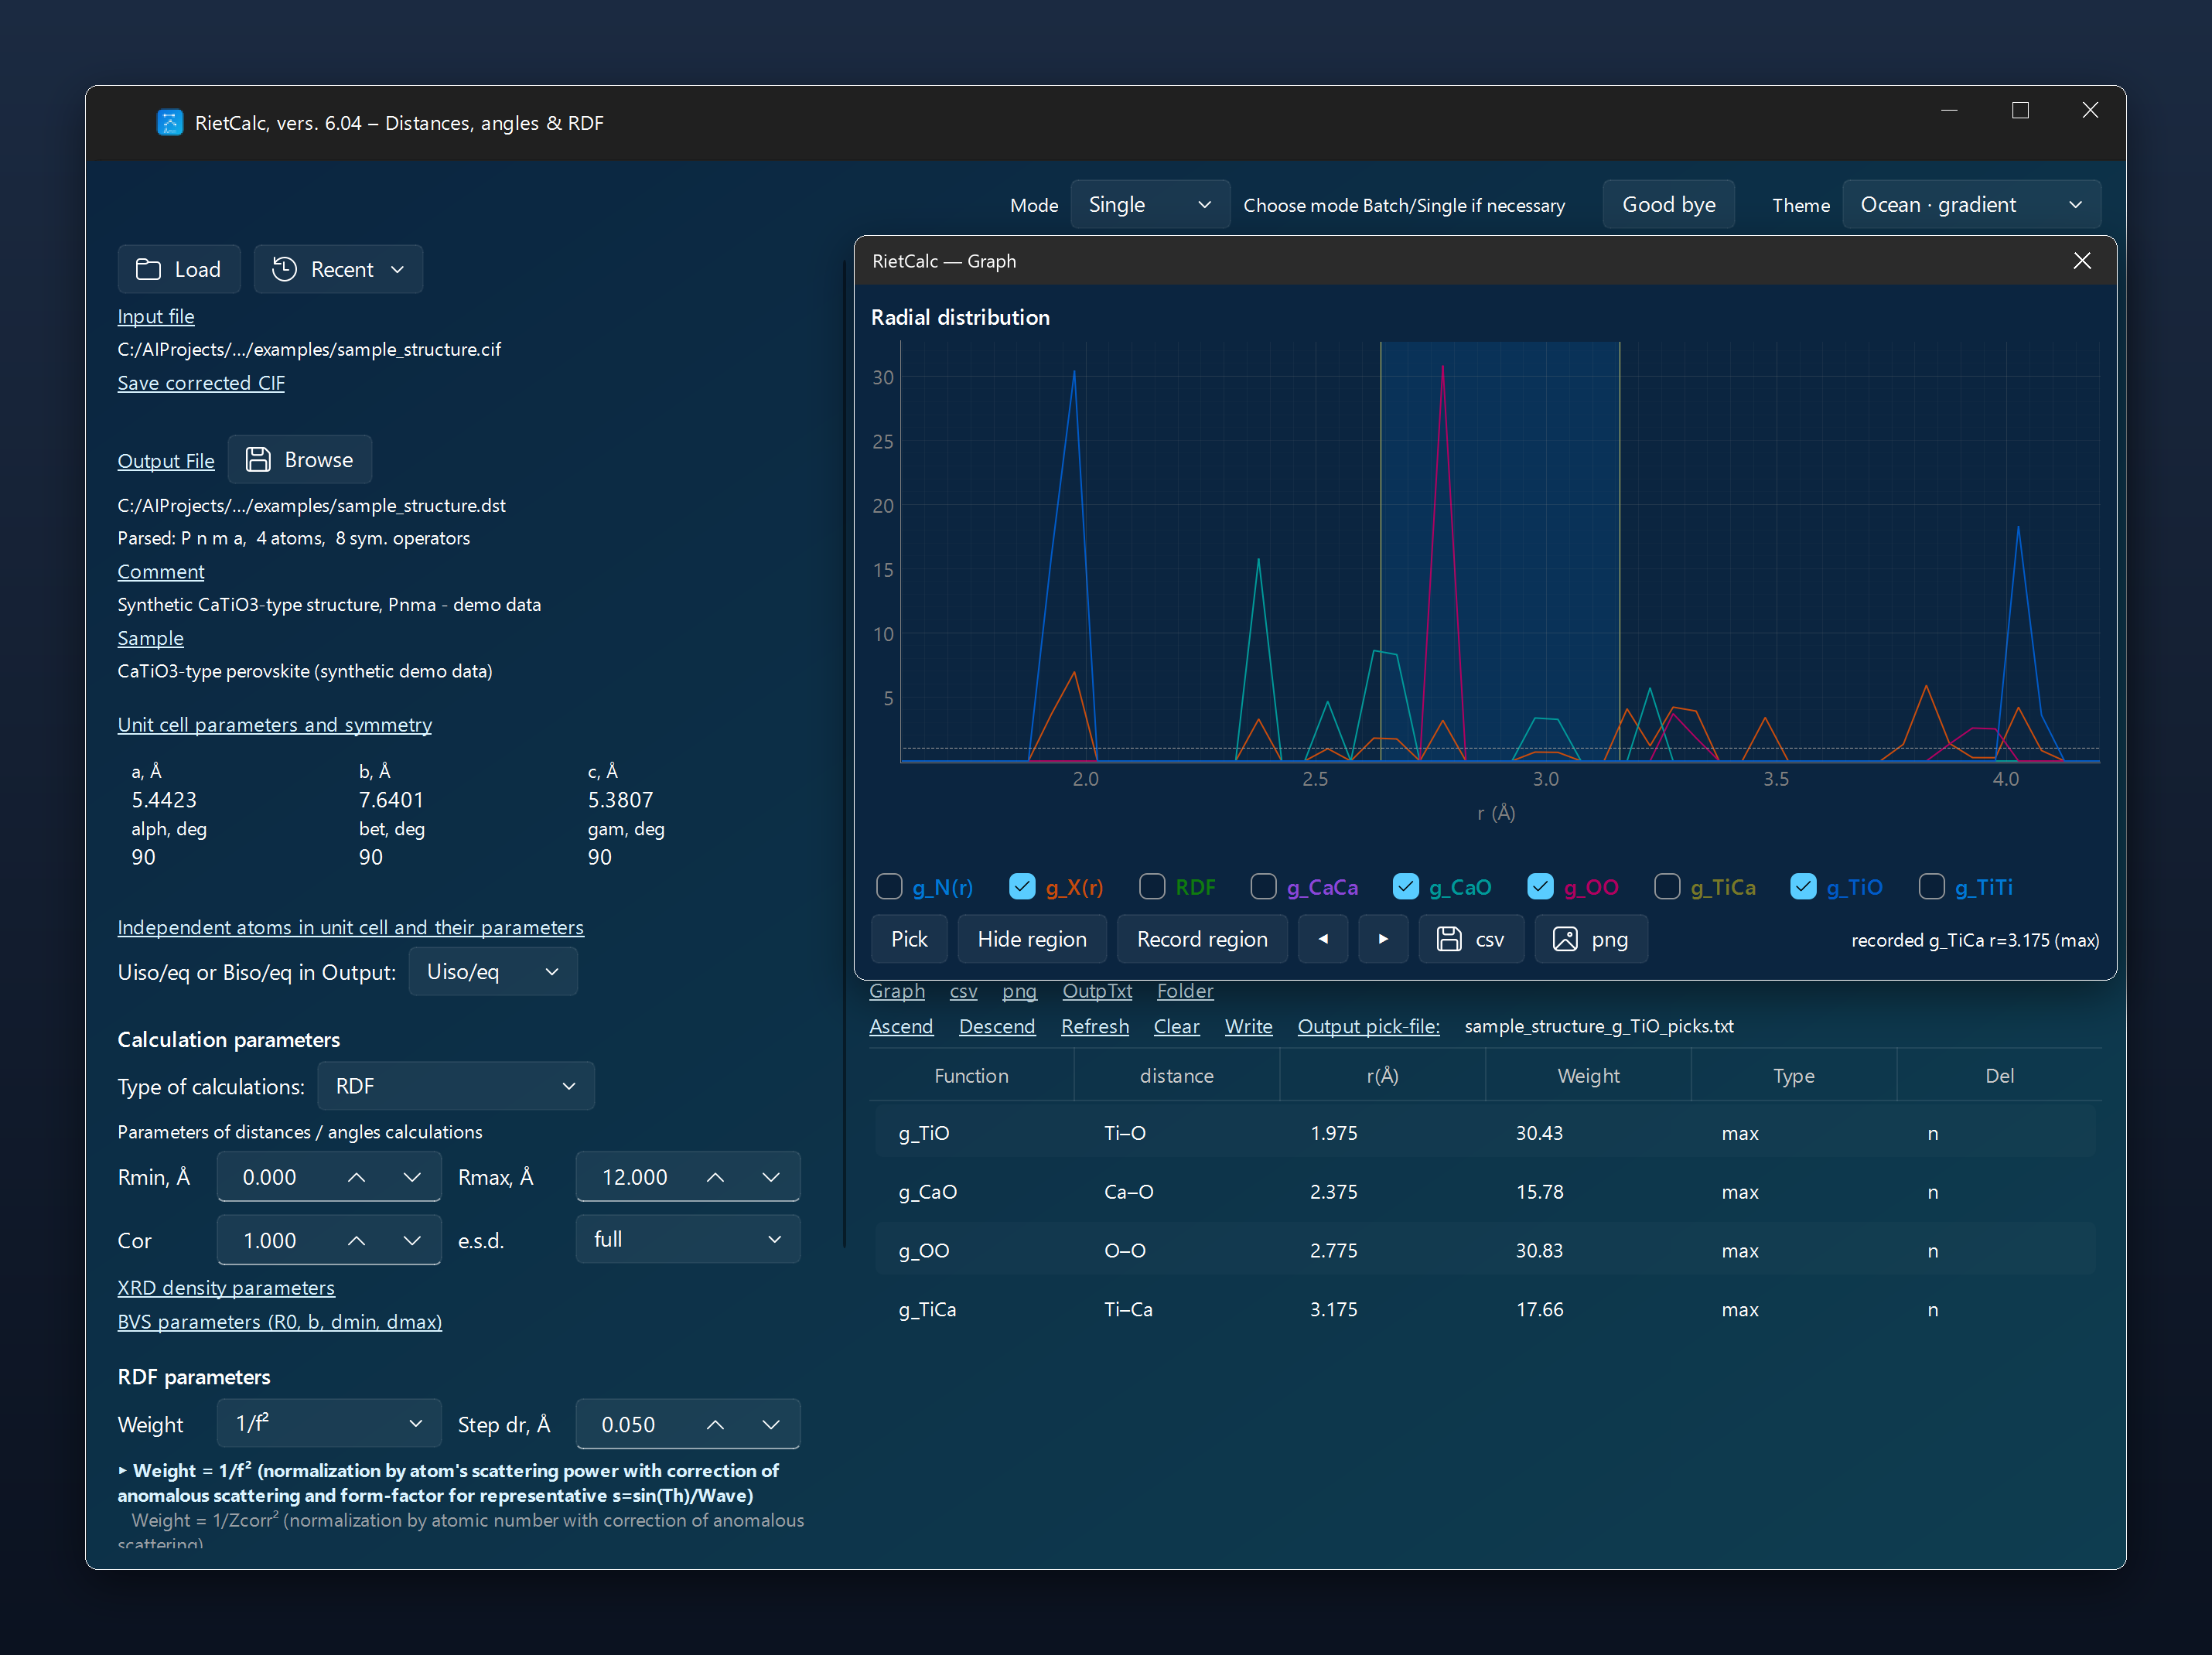 RietCalc, vers. 6.04 – Distances, angles & RDF
Mode Single Choose mode Batch/Single if necessary Good bye Theme Ocean · gradient
Load Recent
Input file
C:/AIProjects/.../examples/sample_structure.cif
Save corrected CIF
Output File Browse
C:/AIProjects/.../examples/sample_structure.dst
Parsed: P n m a, 4 atoms, 8 sym. operators
Comment
Synthetic CaTiO3-type structure, Pnma - demo data
Sample
CaTiO3-type perovskite (synthetic demo data)
Unit cell parameters and symmetry
a, Å b, Å c, Å
5.4423 7.6401 5.3807
alph, deg bet, deg gam, deg
90 90 90
Independent atoms in unit cell and their parameters
Uiso/eq or Biso/eq in Output: Uiso/eq
Calculation parameters
Type of calculations: RDF
Parameters of distances / angles calculations
Rmin, Å 0.000 Rmax, Å 12.000
Cor 1.000 e.s.d. full
XRD density parameters
BVS parameters (R0, b, dmin, dmax)
RDF parameters
Weight 1/f² Step dr, Å 0.050
▸ Weight = 1/f² (normalization by atom's scattering power with correction of
anomalous scattering and form-factor for representative s=sin(Th)/Wave)
Weight = 1/Zcorr² (normalization by atomic number with correction of anomalous
scattering)
RietCalc — Graph
Radial distribution
30
25
20
15
10
5
2.0 2.5 3.0 3.5 4.0
r (Å)
g_N(r) g_X(r) RDF g_CaCa g_CaO g_OO g_TiCa g_TiO g_TiTi
Pick Hide region Record region ◂ ▸ csv png recorded g_TiCa r=3.175 (max)
Graph csv png OutpTxt Folder
Ascend Descend Refresh Clear Write Output pick-file: sample_structure_g_TiO_picks.txt
Function distance r(Å) Weight Type Del
g_TiO Ti–O 1.975 30.43 max n
g_CaO Ca–O 2.375 15.78 max n
g_OO O–O 2.775 30.83 max n
g_TiCa Ti–Ca 3.175 17.66 max n